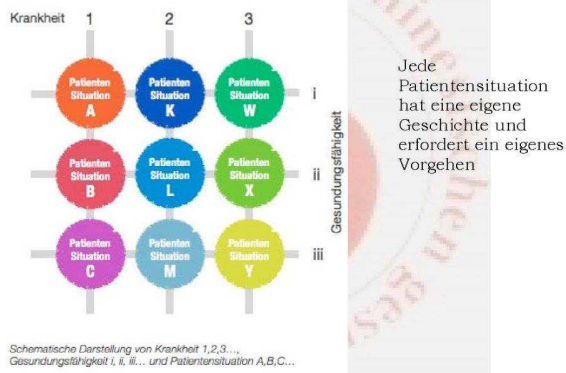 Krankheit 1 2 3
Patienten Situation A
Patienten Situation K
Patienten Situation W
i
Patienten Situation B
Patienten Situation L
Patienten Situation X
ii
Patienten Situation C
Patienten Situation M
Patienten Situation Y
iii
Gesundungsfähigkeit
Schematische Darstellung von Krankheit 1,2,3...,
Gesundungsfähigkeit i, ii, iii... und Patientensituation A,B,C...
Jede
Patientensituation
hat eine eigene
Geschichte und
erfordert ein eigenes
Vorgehen